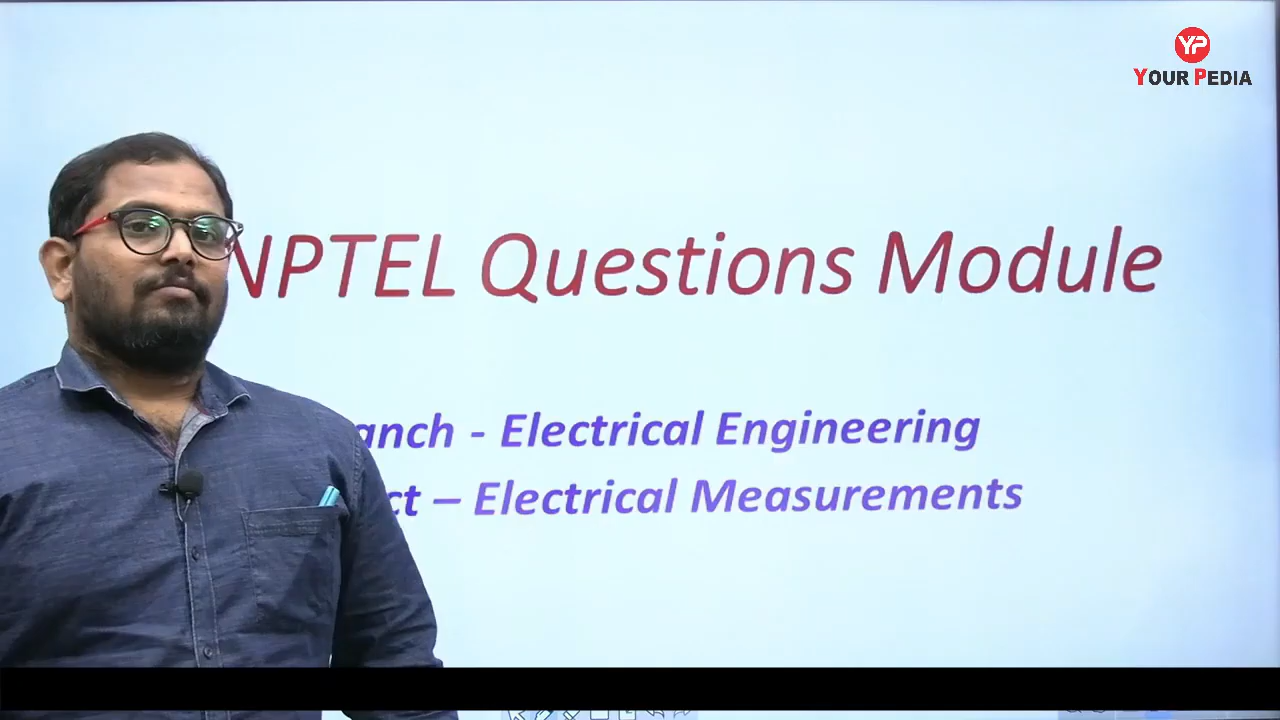 YP
YOUR PEDIA
NPTEL Questions Module
anch - Electrical Engineering
ct – Electrical Measurements